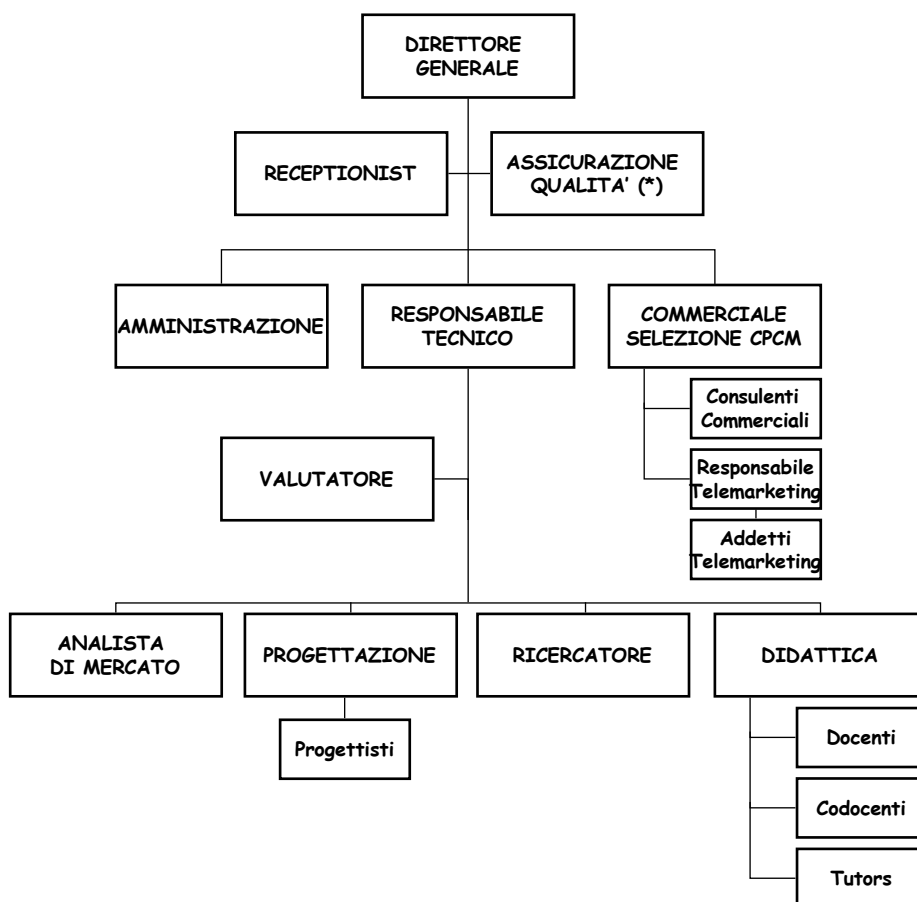 DIRETTORE
GENERALE
RECEPTIONIST
ASSICURAZIONE
QUALITA' (*)
AMMINISTRAZIONE
RESPONSABILE
TECNICO
COMMERCIALE
SELEZIONE CPCM
Consulenti
Commerciali
VALUTATORE
Responsabile
Telemarketing
Addetti
Telemarketing
ANALISTA
DI MERCATO
PROGETTAZIONE
RICERCATORE
DIDATTICA
Progettisti
Docenti
Codocenti
Tutors